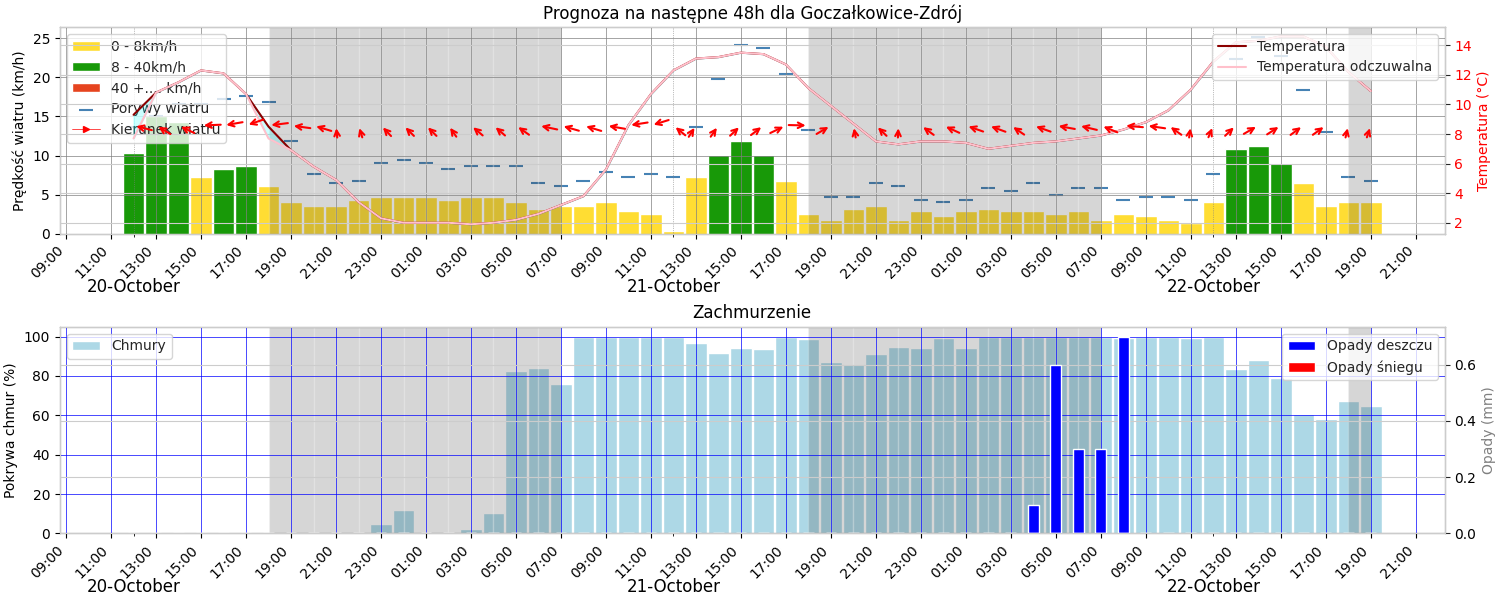 Prognoza na następne 48h dla Goczałkowice-Zdrój
Prędkość wiatru (km/h)
25
20
15
10
5
0
0 - 8km/h
8 - 40km/h
40 +.... km/h
Porywy wiatru
Kierunek wiatru
Temperatura
Temperatura odczuwalna
14
12
10
8
6
4
2
Temperatura (°C)
09:00 11:00 13:00 15:00 17:00 19:00 21:00 23:00 01:00 03:00 05:00 07:00 09:00 11:00 13:00 15:00 17:00 19:00 21:00 23:00 01:00 03:00 05:00 07:00 09:00 11:00 13:00 15:00 17:00 19:00 21:00
20-October 21-October 22-October
Zachmurzenie
Pokrywa chmur (%)
100
80
60
40
20
0
Chmury
Opady deszczu
Opady śniegu
0.6
0.4
0.2
0.0
Opady (mm)
09:00 11:00 13:00 15:00 17:00 19:00 21:00 23:00 01:00 03:00 05:00 07:00 09:00 11:00 13:00 15:00 17:00 19:00 21:00 23:00 01:00 03:00 05:00 07:00 09:00 11:00 13:00 15:00 17:00 19:00 21:00
20-October 21-October 22-October